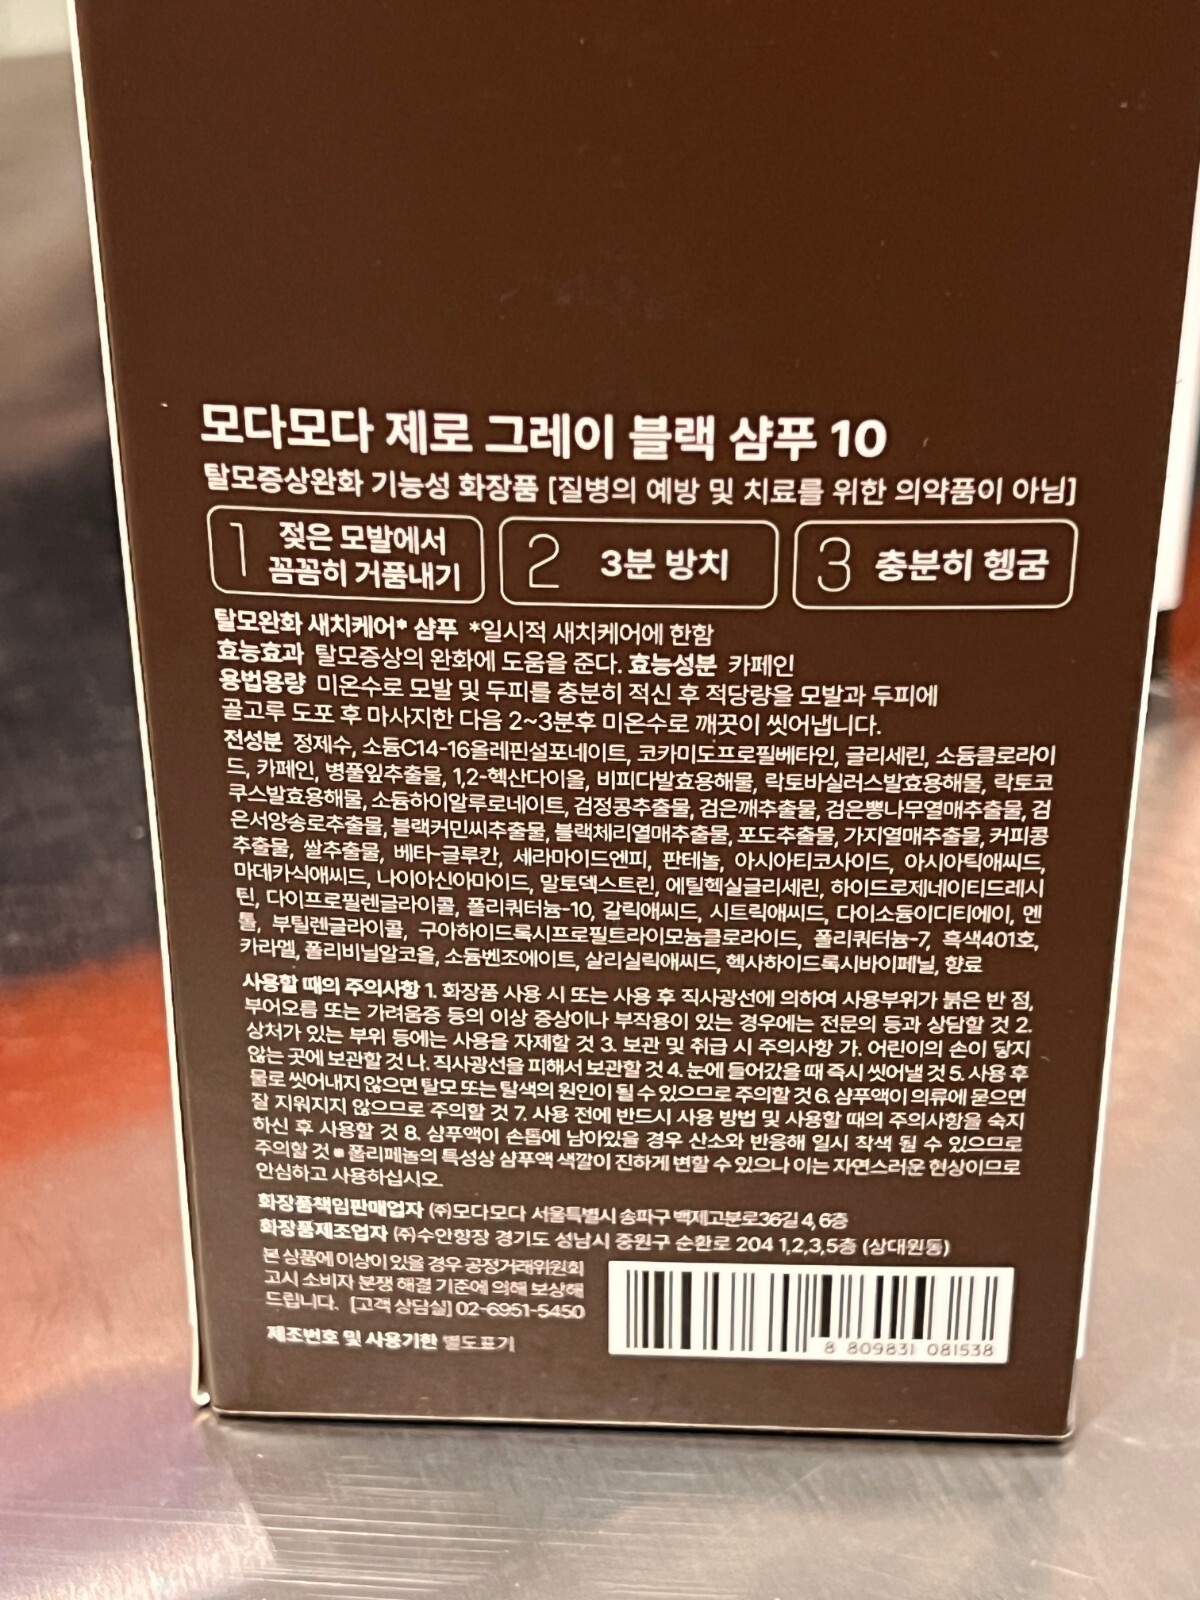 모다모다 제로 그레이 블랙 샴푸 10
탈모증상완화 기능성 화장품 [질병의 예방 및 치료를 위한 의약품이 아님]
1 젖은 모발에서
꼼꼼히 거품내기
2 3분 방치
3 충분히 헹굼
탈모완화 새치케어* 샴푸 *일시적 새치케어에 한함
효능효과 탈모증상의 완화에 도움을 준다. 효능성분 카페인
용법용량 미온수로 모발 및 두피를 충분히 적신 후 적당량을 모발과 두피에
골고루 도포 후 마사지한 다음 2~3분후 미온수로 깨끗이 씻어냅니다.
전성분 정제수, 소듐C14-16올레핀설포네이트, 코카미도프로필베타인, 글리세린, 소듐클로라이
드, 카페인, 병풀잎추출물, 1,2-헥산다이올, 비피다발효용해물, 락토바실러스발효용해물, 락토코
쿠스발효용해물, 소듐하이알루로네이트, 검정콩추출물, 검은깨추출물, 검은뽕나무열매추출물, 검
은서양송로추출물, 블랙커민씨추출물, 블랙체리열매추출물, 포도추출물, 가지열매추출물, 커피콩
추출물, 쌀추출물, 베타-글루칸, 세라마이드엔피, 판테놀, 아시아티코사이드, 아시아틱애씨드,
마데카식애씨드, 나이아신아마이드, 말토덱스트린, 에틸헥실글리세린, 하이드로제네이티드레시
틴, 다이프로필렌글라이콜, 폴리쿼터늄-10, 갈릭애씨드, 시트릭애씨드, 다이소듐이디티에이, 멘
톨, 부틸렌글라이콜, 구아하이드록시프로필트라이모늄클로라이드, 폴리쿼터늄-7, 흑색401호,
카라멜, 폴리비닐알코올, 소듐벤조에이트, 살리실릭애씨드, 헥사하이드록시바이페닐, 향료
사용할 때의 주의사항 1. 화장품 사용 시 또는 사용 후 직사광선에 의하여 사용부위가 붉은 반 점,
부어오름 또는 가려움증 등의 이상 증상이나 부작용이 있는 경우에는 전문의 등과 상담할 것 2.
상처가 있는 부위 등에는 사용을 자제할 것 3. 보관 및 취급 시 주의사항 가. 어린이의 손이 닿지
않는 곳에 보관할 것 나. 직사광선을 피해서 보관할 것 4. 눈에 들어갔을 때 즉시 씻어낼 것 5. 사용 후
물로 씻어내지 않으면 탈모 또는 탈색의 원인이 될 수 있으므로 주의할 것 6. 샴푸액이 의류에 묻으면
잘 지워지지 않으므로 주의할 것 7. 사용 전에 반드시 사용 방법 및 사용할 때의 주의사항을 숙지
하신 후 사용할 것 8. 샴푸액이 손톱에 남아있을 경우 산소와 반응해 일시 착색 될 수 있으므로
주의할 것 ※ 폴리페놀의 특성상 샴푸액 색깔이 진하게 변할 수 있으나 이는 자연스러운 현상이므로
안심하고 사용하십시오.
화장품책임판매업자 (주)모다모다 서울특별시 송파구 백제고분로36길 4, 6층
화장품제조업자 (주)수안향장 경기도 성남시 중원구 순환로 204 1,2,3,5층 (상대원동)
본 상품에 이상이 있을 경우 공정거래위원회
고시 소비자 분쟁 해결 기준에 의해 보상해
드립니다. [고객 상담실] 02-6951-5450
제조번호 및 사용기한 별도표기
8 809831 081538